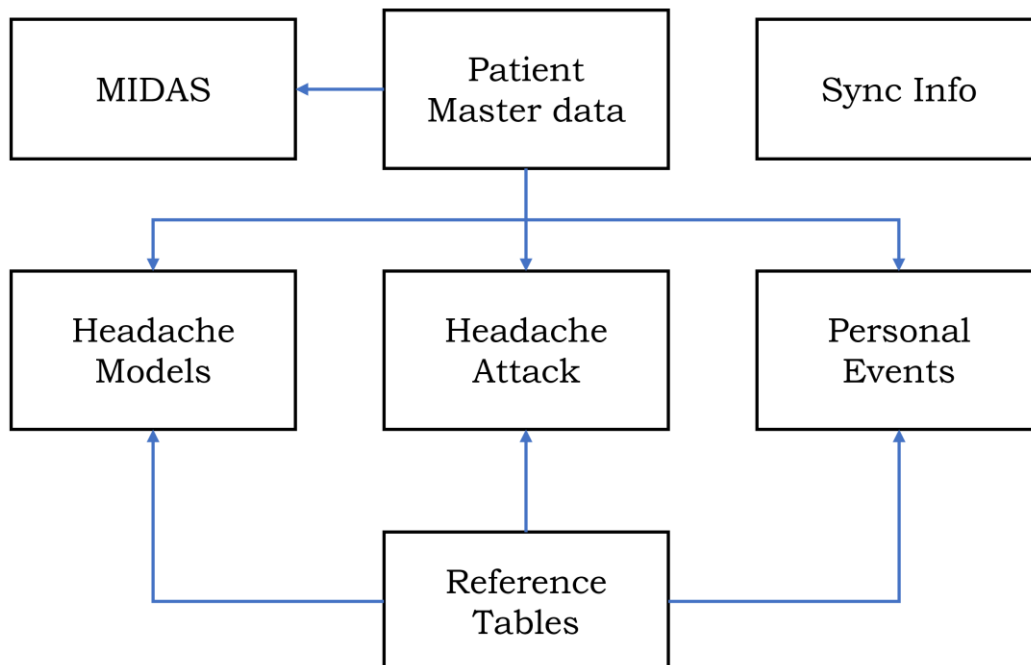 MIDAS
Patient
Master data
Sync Info
Headache
Models
Headache
Attack
Personal
Events
Reference
Tables